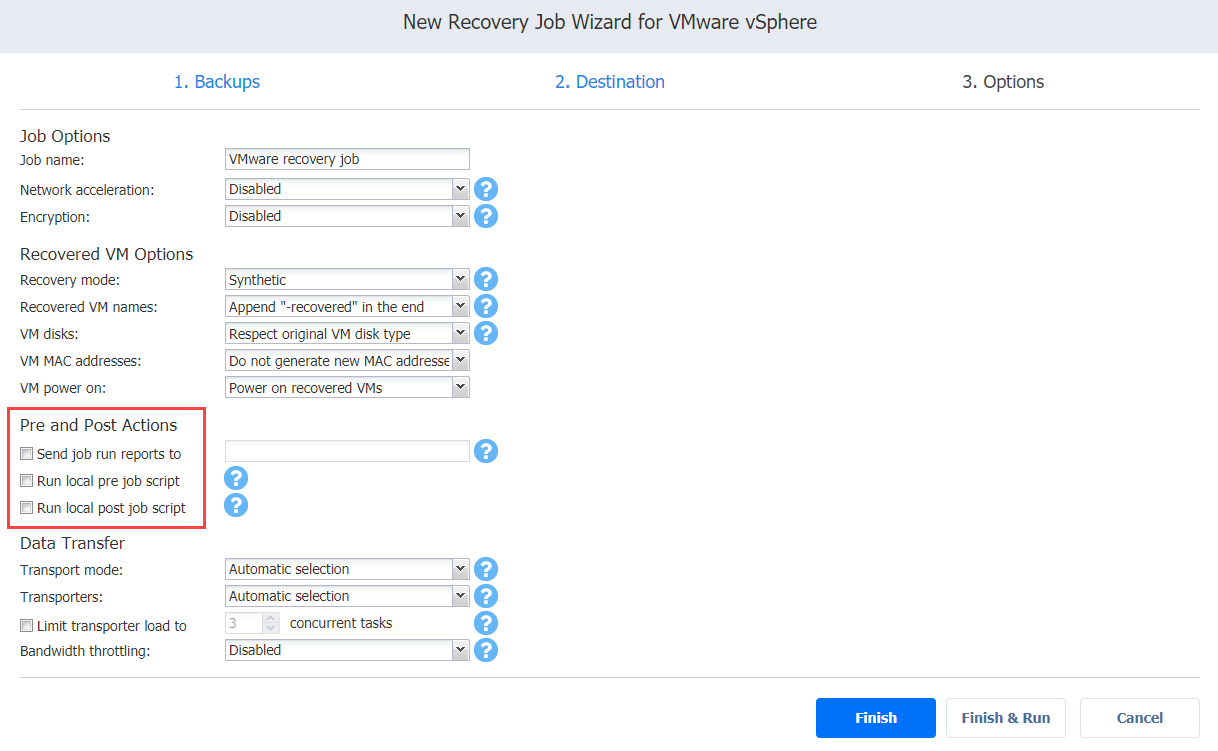 New Recovery Job Wizard for VMware vSphere
1. Backups 2. Destination 3. Options
Job Options
Job name: VMware recovery job
Network acceleration: Disabled ?
Encryption: Disabled ?
Recovered VM Options
Recovery mode: Synthetic ?
Recovered VM names: Append "-recovered" in the end ?
VM disks: Respect original VM disk type ?
VM MAC addresses: Do not generate new MAC addresse
VM power on: Power on recovered VMs
Pre and Post Actions
Send job run reports to ?
Run local pre job script ?
Run local post job script ?
Data Transfer
Transport mode: Automatic selection ?
Transporters: Automatic selection ?
Limit transporter load to 3 concurrent tasks ?
Bandwidth throttling: Disabled ?
Finish Finish & Run Cancel